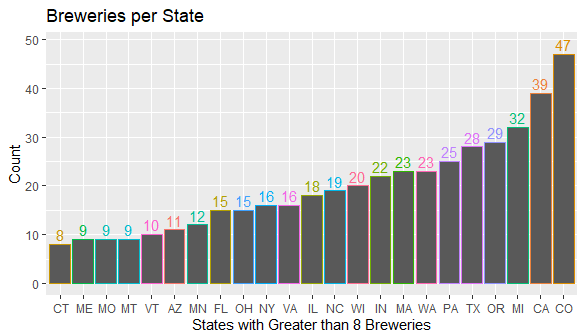 Breweries per State
50
40
30
20
10
0
Count
8 9 9 9 10 11 12 15 15 16 16 18 19 20 22 23 23 25 28 29 32 39 47
CT ME MO MT VT AZ MN FL OH NY VA IL NC WI IN MA WA PA TX OR MI CA CO
States with Greater than 8 Breweries